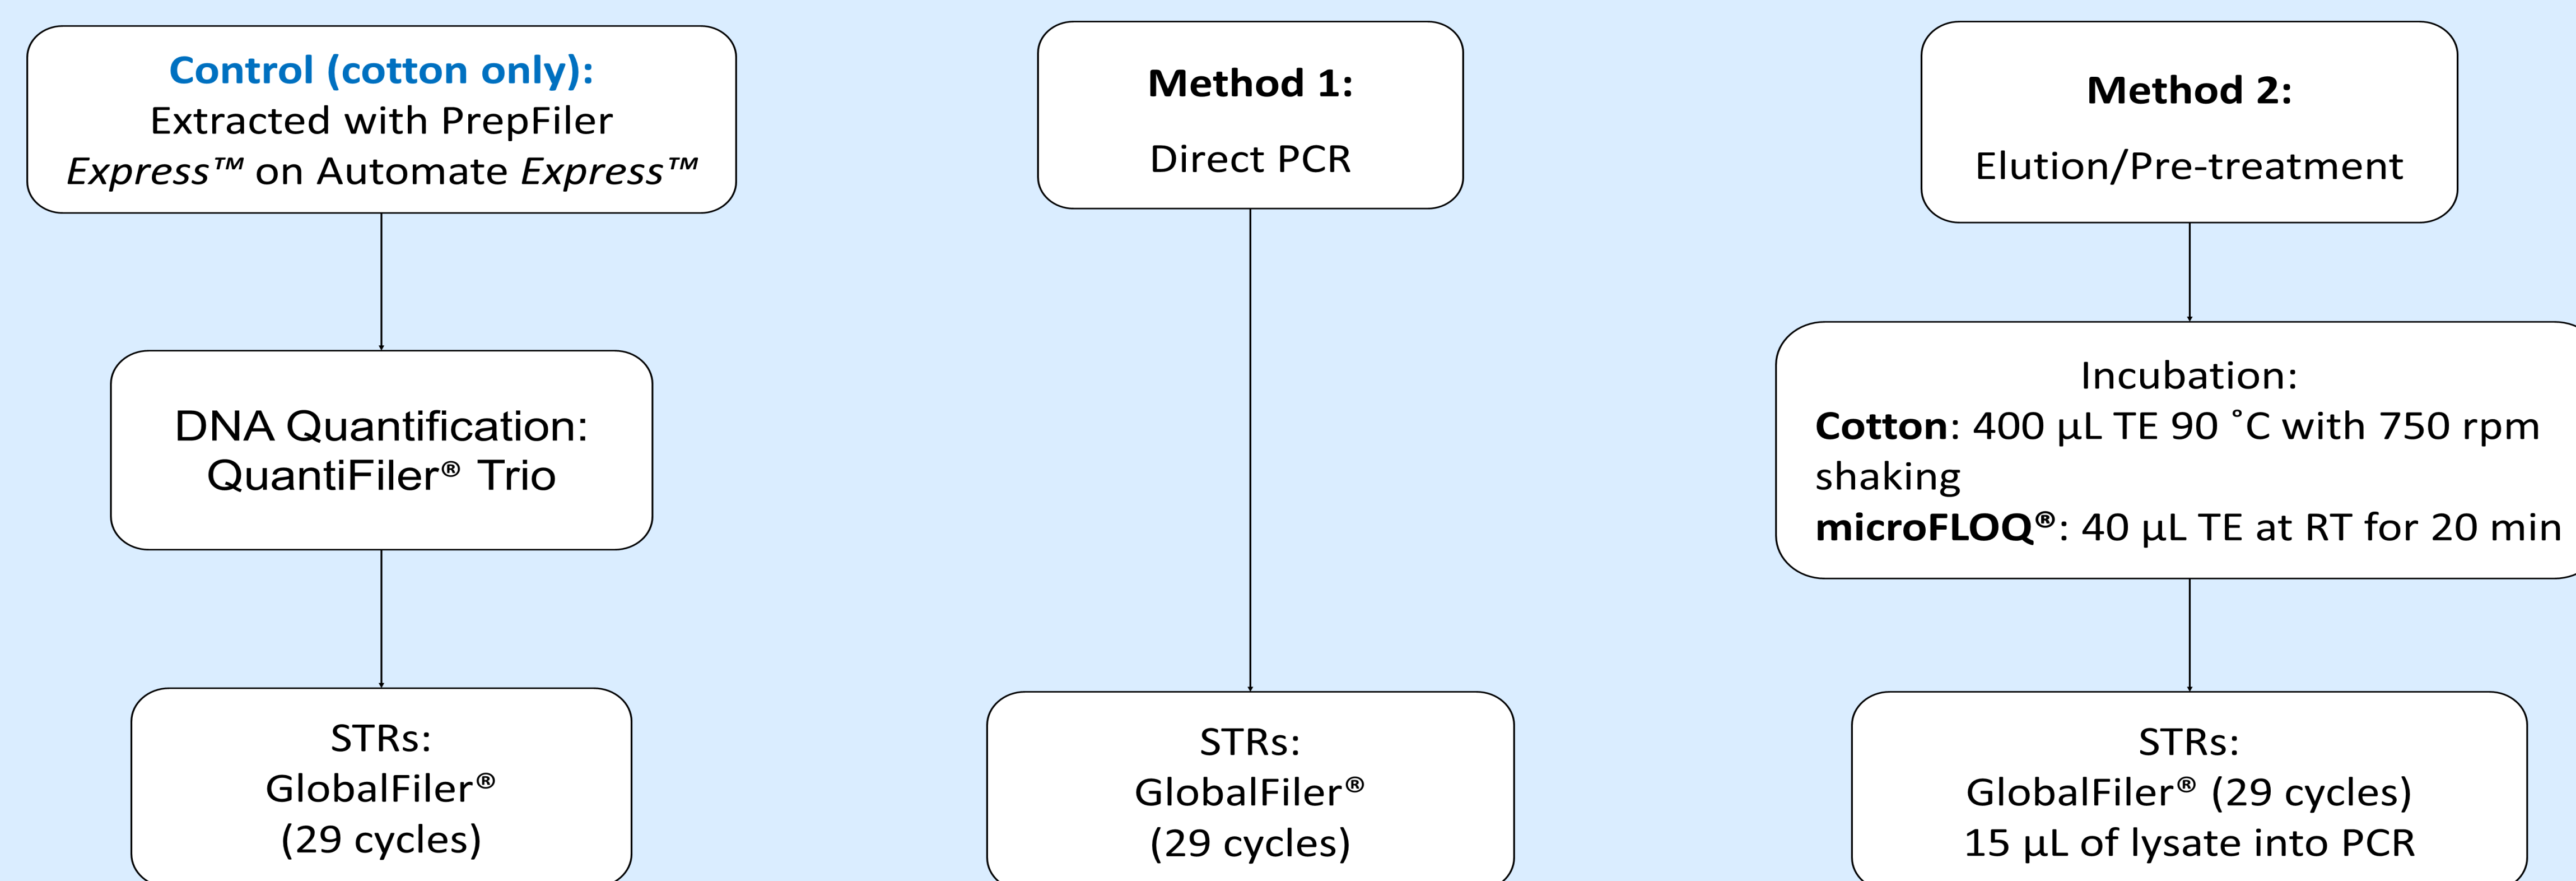 Control (cotton only):
Extracted with PrepFiler
Express™ on Automate Express™
DNA Quantification:
QuantiFiler® Trio
STRs:
GlobalFiler®
(29 cycles)
Method 1:
Direct PCR
STRs:
GlobalFiler®
(29 cycles)
Method 2:
Elution/Pre-treatment
Incubation:
Cotton: 400 µL TE 90 ˚C with 750 rpm
shaking
microFLOQ®: 40 µL TE at RT for 20 min
STRs:
GlobalFiler® (29 cycles)
15 µL of lysate into PCR